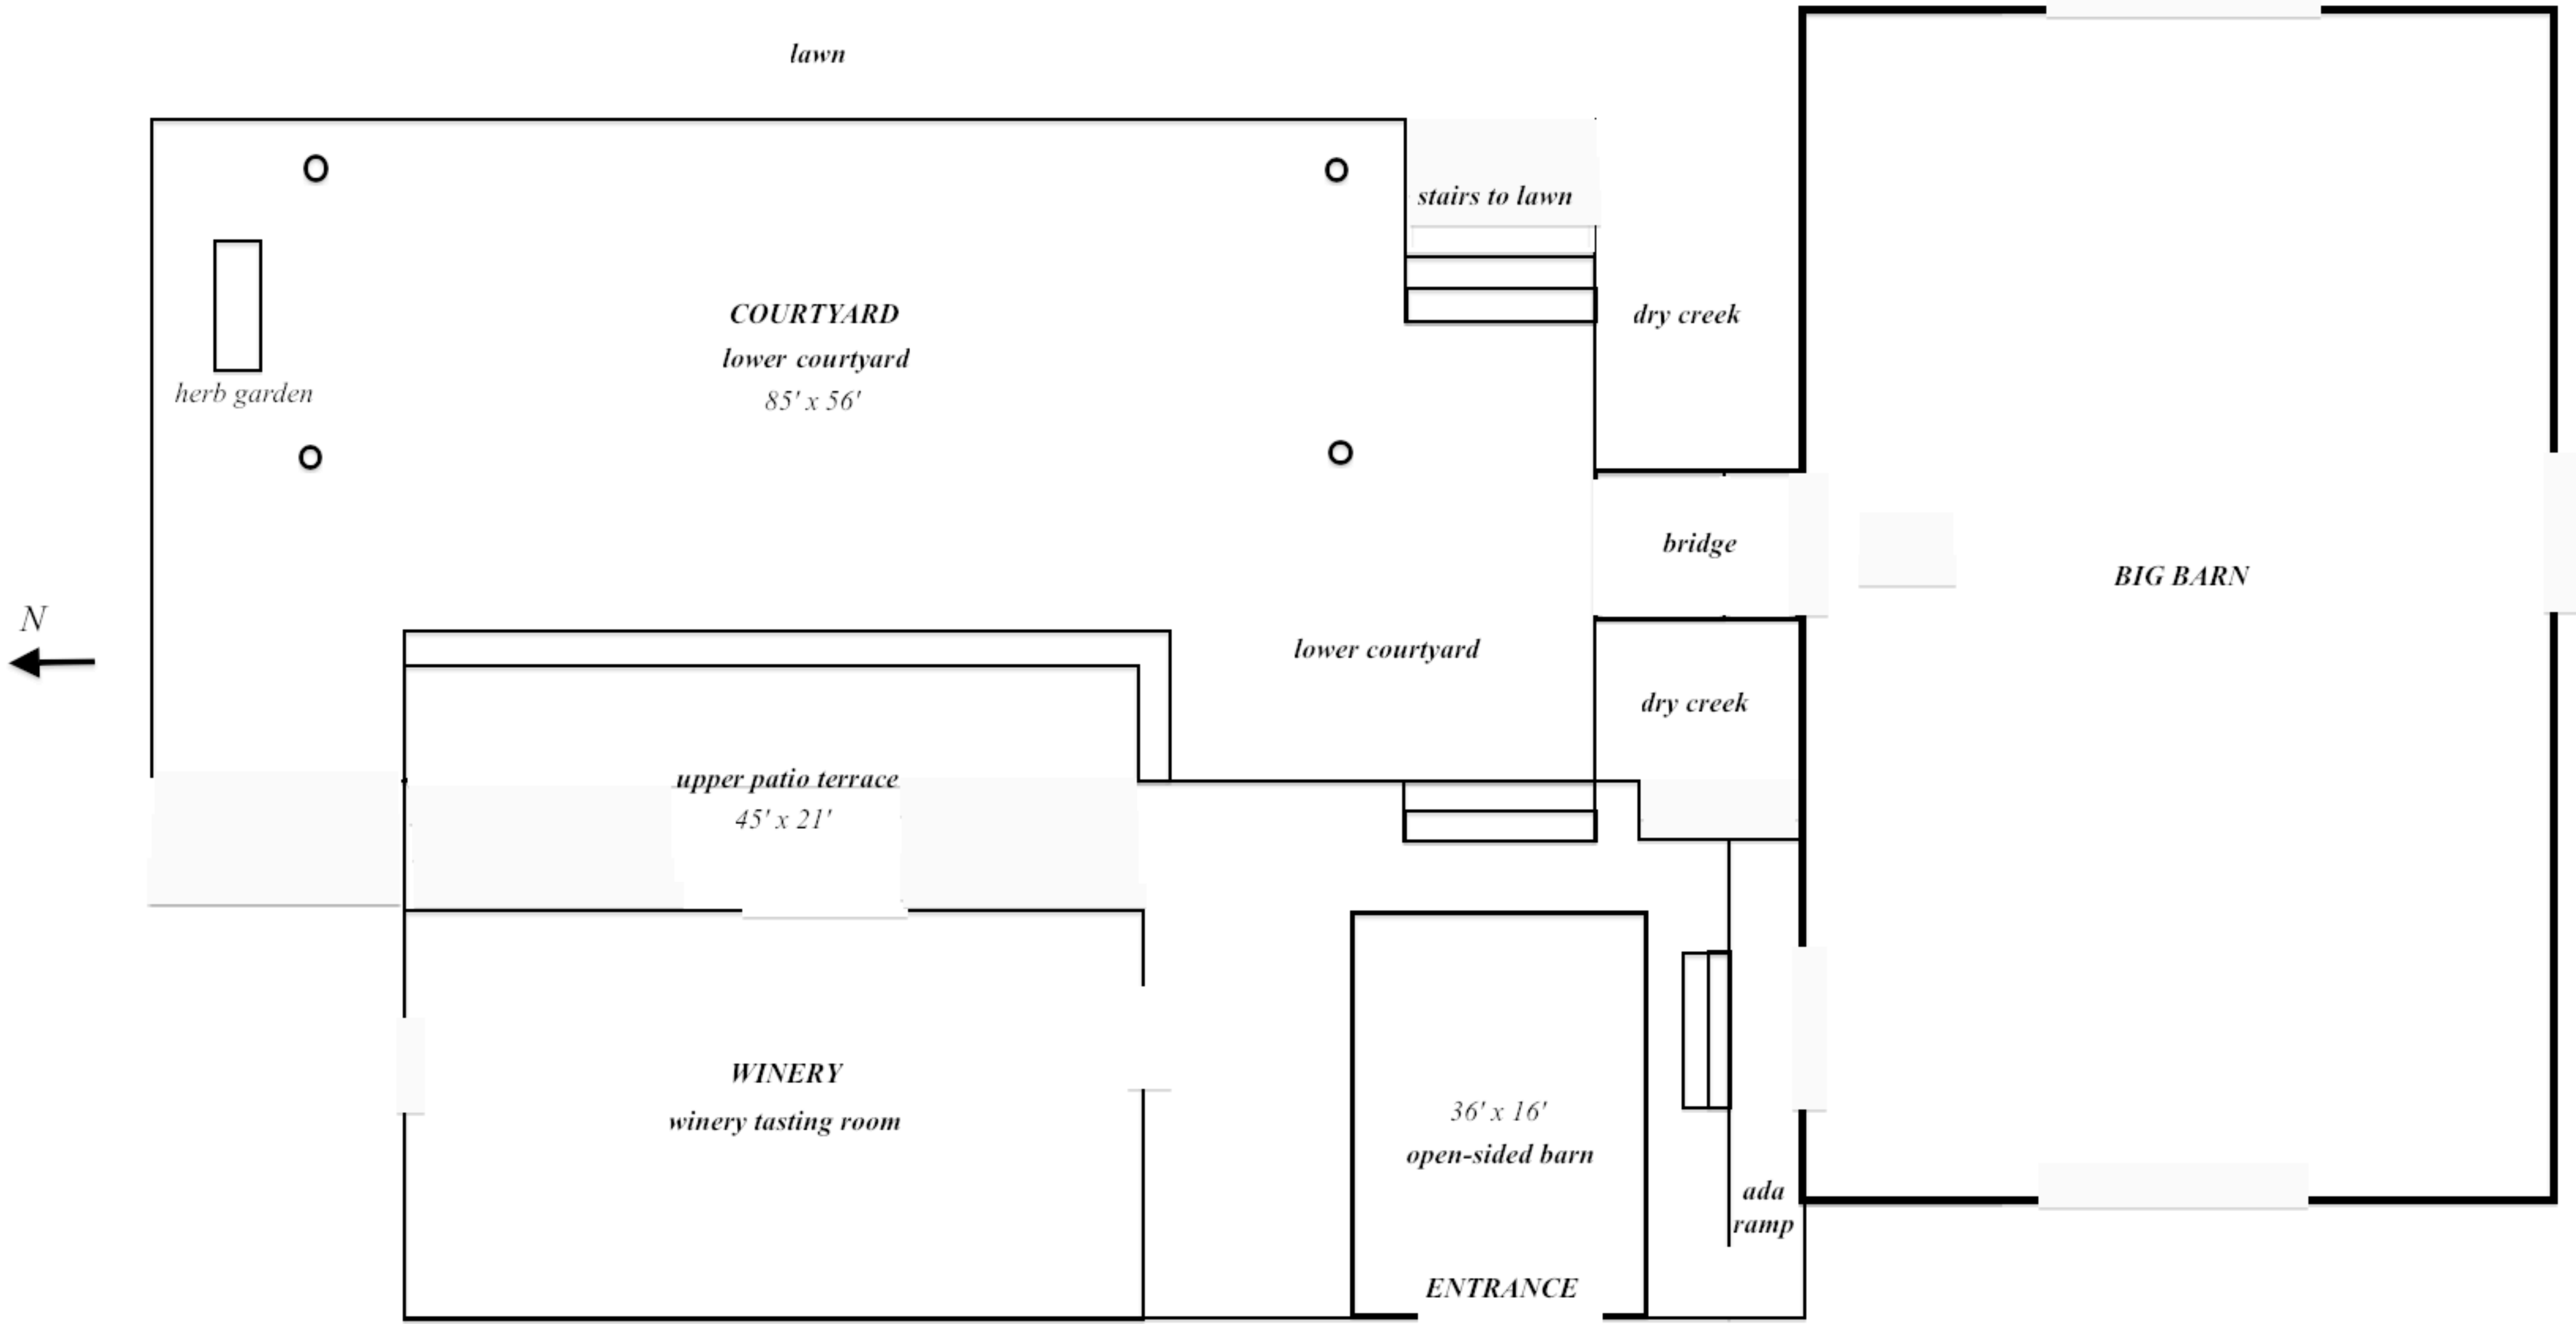 lawn
stairs to lawn
COURTYARD
lower courtyard
85' x 56'
dry creek
herb garden
bridge
BIG BARN
N
lower courtyard
dry creek
upper patio terrace
45' x 21'
WINERY
winery tasting room
36' x 16'
open-sided barn
ada
ramp
ENTRANCE